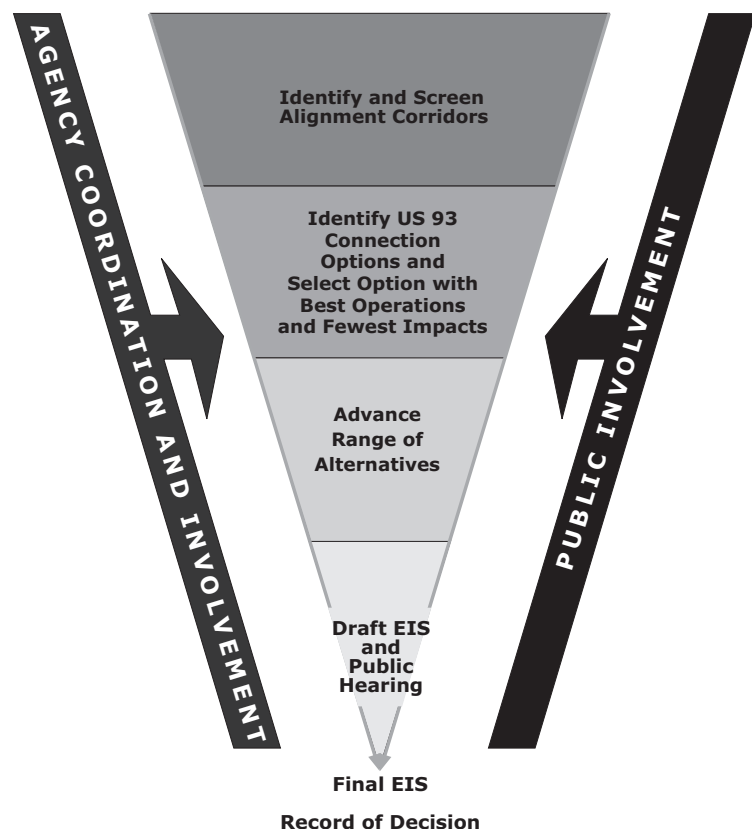 AGENCY COORDINATION AND INVOLVEMENT
Identify and Screen
Alignment Corridors
Identify US 93
Connection
Options and
Select Option with
Best Operations
and Fewest Impacts
Advance
Range of
Alternatives
Draft EIS
and
Public
Hearing
Final EIS
Record of Decision
PUBLIC INVOLVEMENT